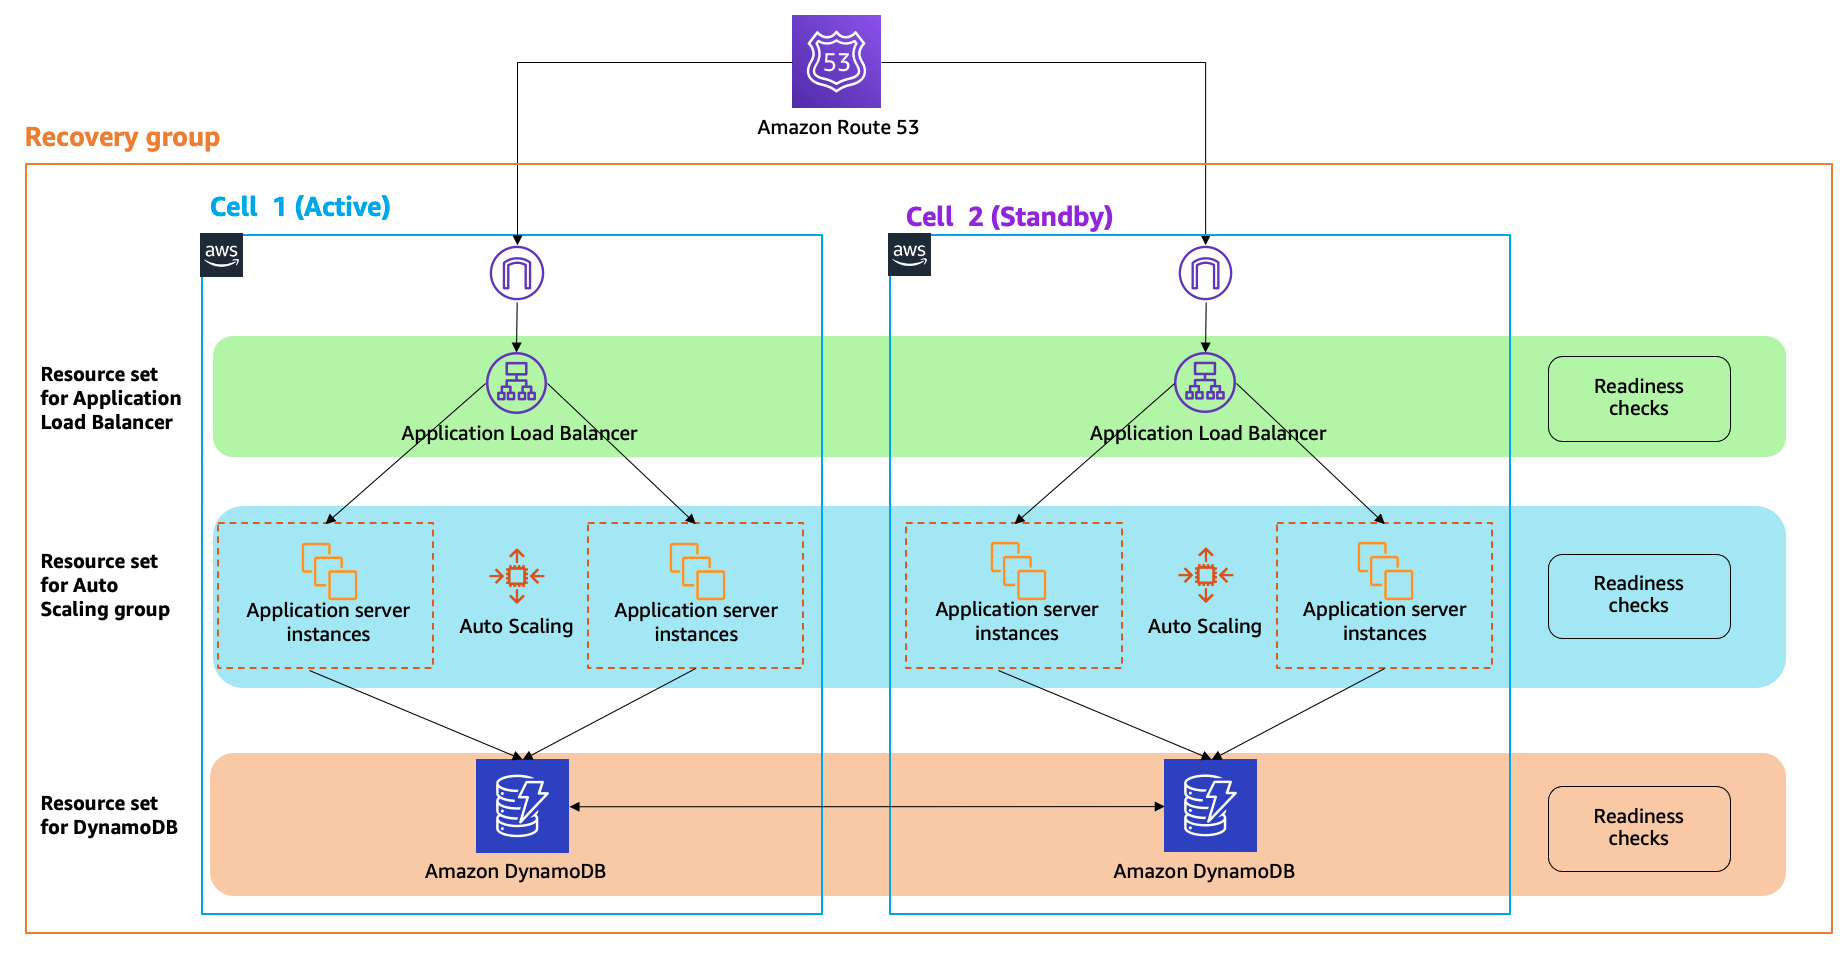 53
Amazon Route 53
Recovery group
Cell 1 (Active)
Cell 2 (Standby)
aws
aws
Resource set
for Application
Load Balancer
Application Load Balancer
Application Load Balancer
Readiness
checks
Resource set
for Auto
Scaling group
Application server
instances
Auto Scaling
Application server
instances
Application server
instances
Auto Scaling
Application server
instances
Readiness
checks
Resource set
for DynamoDB
Amazon DynamoDB
Amazon DynamoDB
Readiness
checks